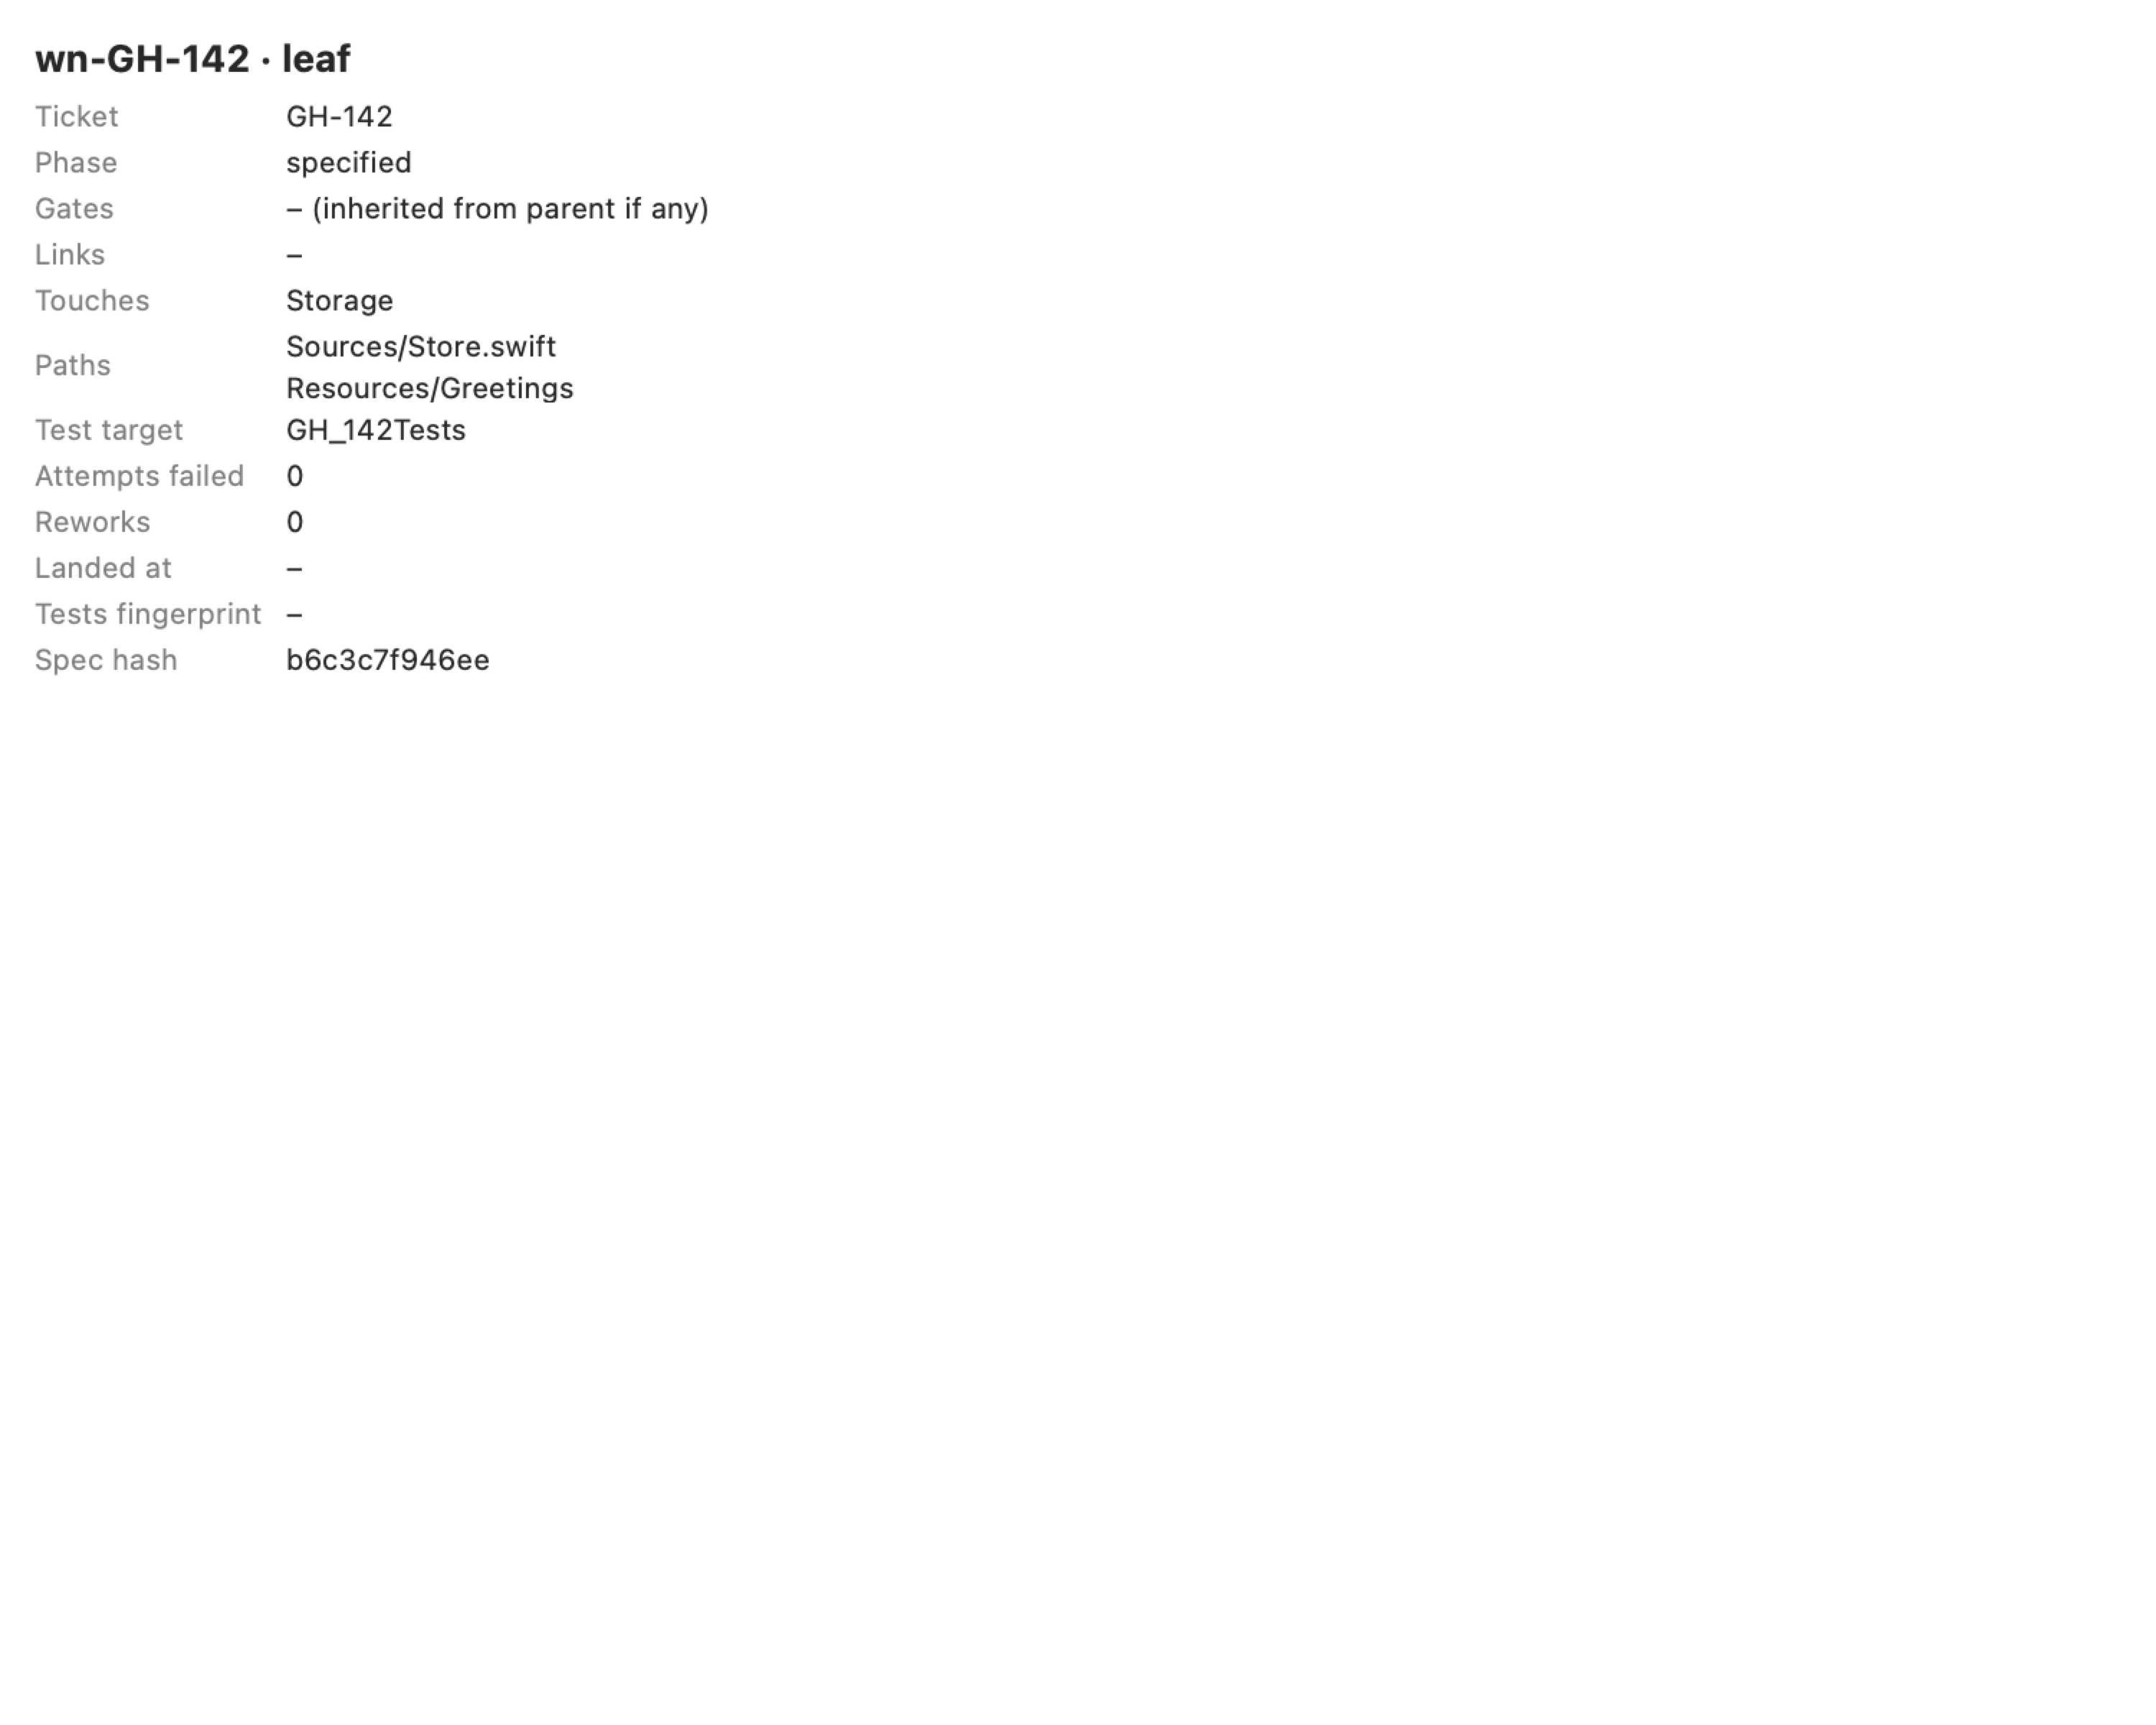 wn-GH-142 · leaf
Ticket GH-142
Phase specified
Gates – (inherited from parent if any)
Links –
Touches Storage
Paths Sources/Store.swift
Resources/Greetings
Test target GH_142Tests
Attempts failed 0
Reworks 0
Landed at –
Tests fingerprint –
Spec hash b6c3c7f946ee